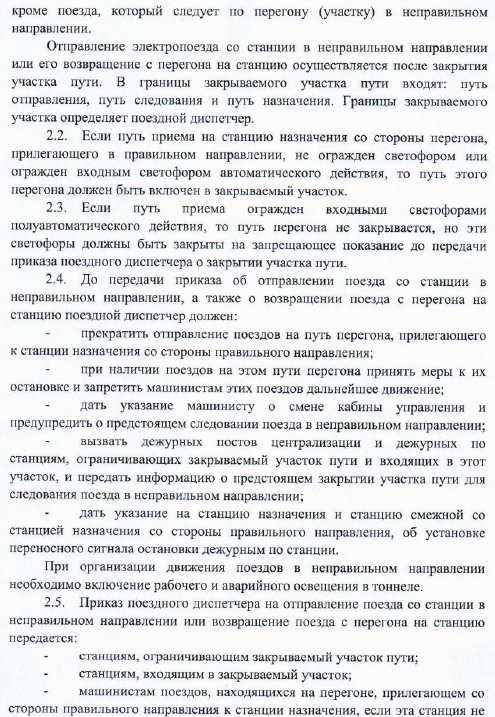 кроме поезда, который следует по перегону (участку) в неправильном
направлении.
Отправление электропоезда со станции в неправильном направлении
или его возвращение с перегона на станцию осуществляется после закрытия
участка пути. В границы закрываемого участка пути входят: путь
отправления, путь следования и путь назначения. Границы закрываемого
участка определяет поездной диспетчер.
2.2. Если путь приема на станцию назначения со стороны перегона,
прилегающего в правильном направлении, не огражден светофором или
огражден входным светофором автоматического действия, то путь этого
перегона должен быть включен в закрываемый участок.
2.3. Если путь приема огражден входными светофорами
полуавтоматического действия, то путь перегона не закрывается, но эти
светофоры должны быть закрыты на запрещающее показание до передачи
приказа поездного диспетчера о закрытии участка пути.
2.4. До передачи приказа об отправлении поезда со станции в
неправильном направлении, а также о возвращении поезда с перегона на
станцию поездной диспетчер должен:
- прекратить отправление поездов на путь перегона, прилегающего
к станции назначения со стороны правильного направления;
- при наличии поездов на этом пути перегона принять меры к их
остановке и запретить машинистам этих поездов дальнейшее движение;
- дать указание машинисту о смене кабины управления и
предупредить о предстоящем следовании поезда в неправильном направлении;
- вызвать дежурных постов централизации и дежурных по
станциям, ограничивающих закрываемый участок пути и входящих в этот
участок, и передать информацию о предстоящем закрытии участка пути для
следования поезда в неправильном направлении;
- дать указание на станцию назначения и станцию смежной со
станцией назначения со стороны правильного направления, об установке
переносного сигнала остановки дежурным по станции.
При организации движения поездов в неправильном направлении
необходимо включение рабочего и аварийного освещения в тоннеле.
2.5. Приказ поездного диспетчера на отправление поезда со станции в
неправильном направлении или возвращение поезда с перегона на станцию
передается:
- станциям, ограничивающим закрываемый участок пути;
- станциям, входящим в закрываемый участок;
- машинистам поездов, находящихся на перегоне, прилегающем со
стороны правильного направления к станции назначения, если эта станция не